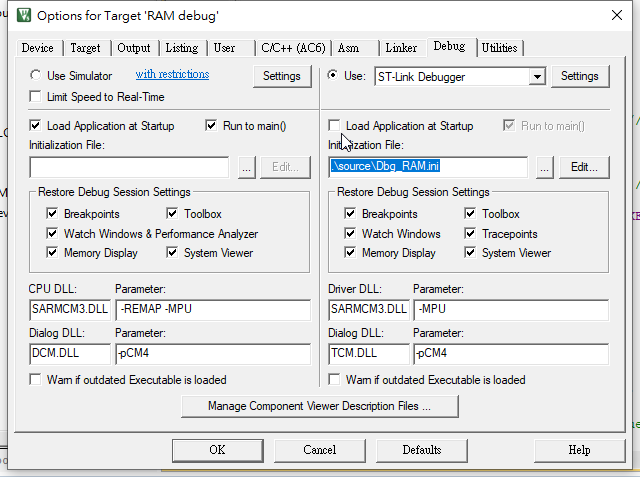 Options for Target 'RAM debug'
Device Target Output Listing User C/C++ (AC6) Asm Linker Debug Utilities
Use Simulator with restrictions Settings
Use: ST-Link Debugger Settings
Limit Speed to Real-Time
Load Application at Startup Run to main()
Load Application at Startup Run to main()
Initialization File:
Initialization File:
... Edit...
.\source\Dbg_RAM.ini ... Edit...
Restore Debug Session Settings
Breakpoints Toolbox
Watch Windows & Performance Analyzer
Memory Display System Viewer
Restore Debug Session Settings
Breakpoints Toolbox
Watch Windows Tracepoints
Memory Display System Viewer
CPU DLL: Parameter:
SARMCM3.DLL -REMAP -MPU
Driver DLL: Parameter:
SARMCM3.DLL -MPU
Dialog DLL: Parameter:
DCM.DLL -pCM4
Dialog DLL: Parameter:
TCM.DLL -pCM4
Warn if outdated Executable is loaded
Warn if outdated Executable is loaded
Manage Component Viewer Description Files ...
OK Cancel Defaults Help